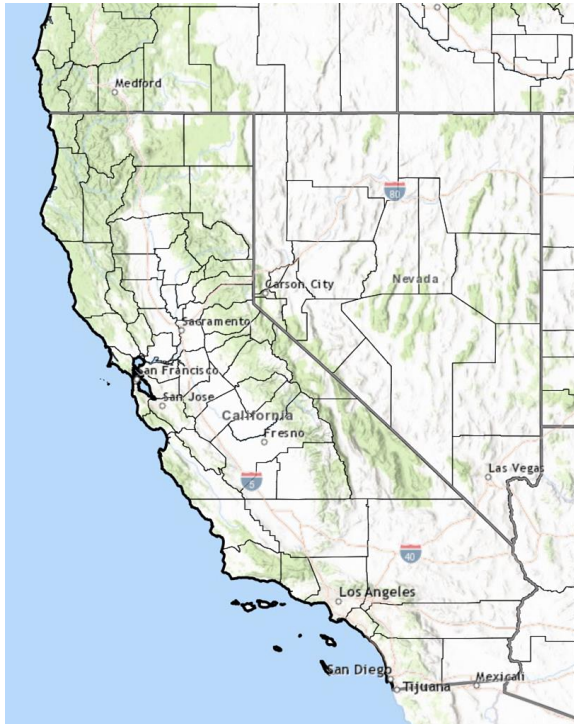 Medford
80
Carson City
Nevada
Sacramento
San Francisco
San Jose
California
Fresno
5
Las Vegas
40
Los Angeles
San Diego
Mexicali
Tijuana